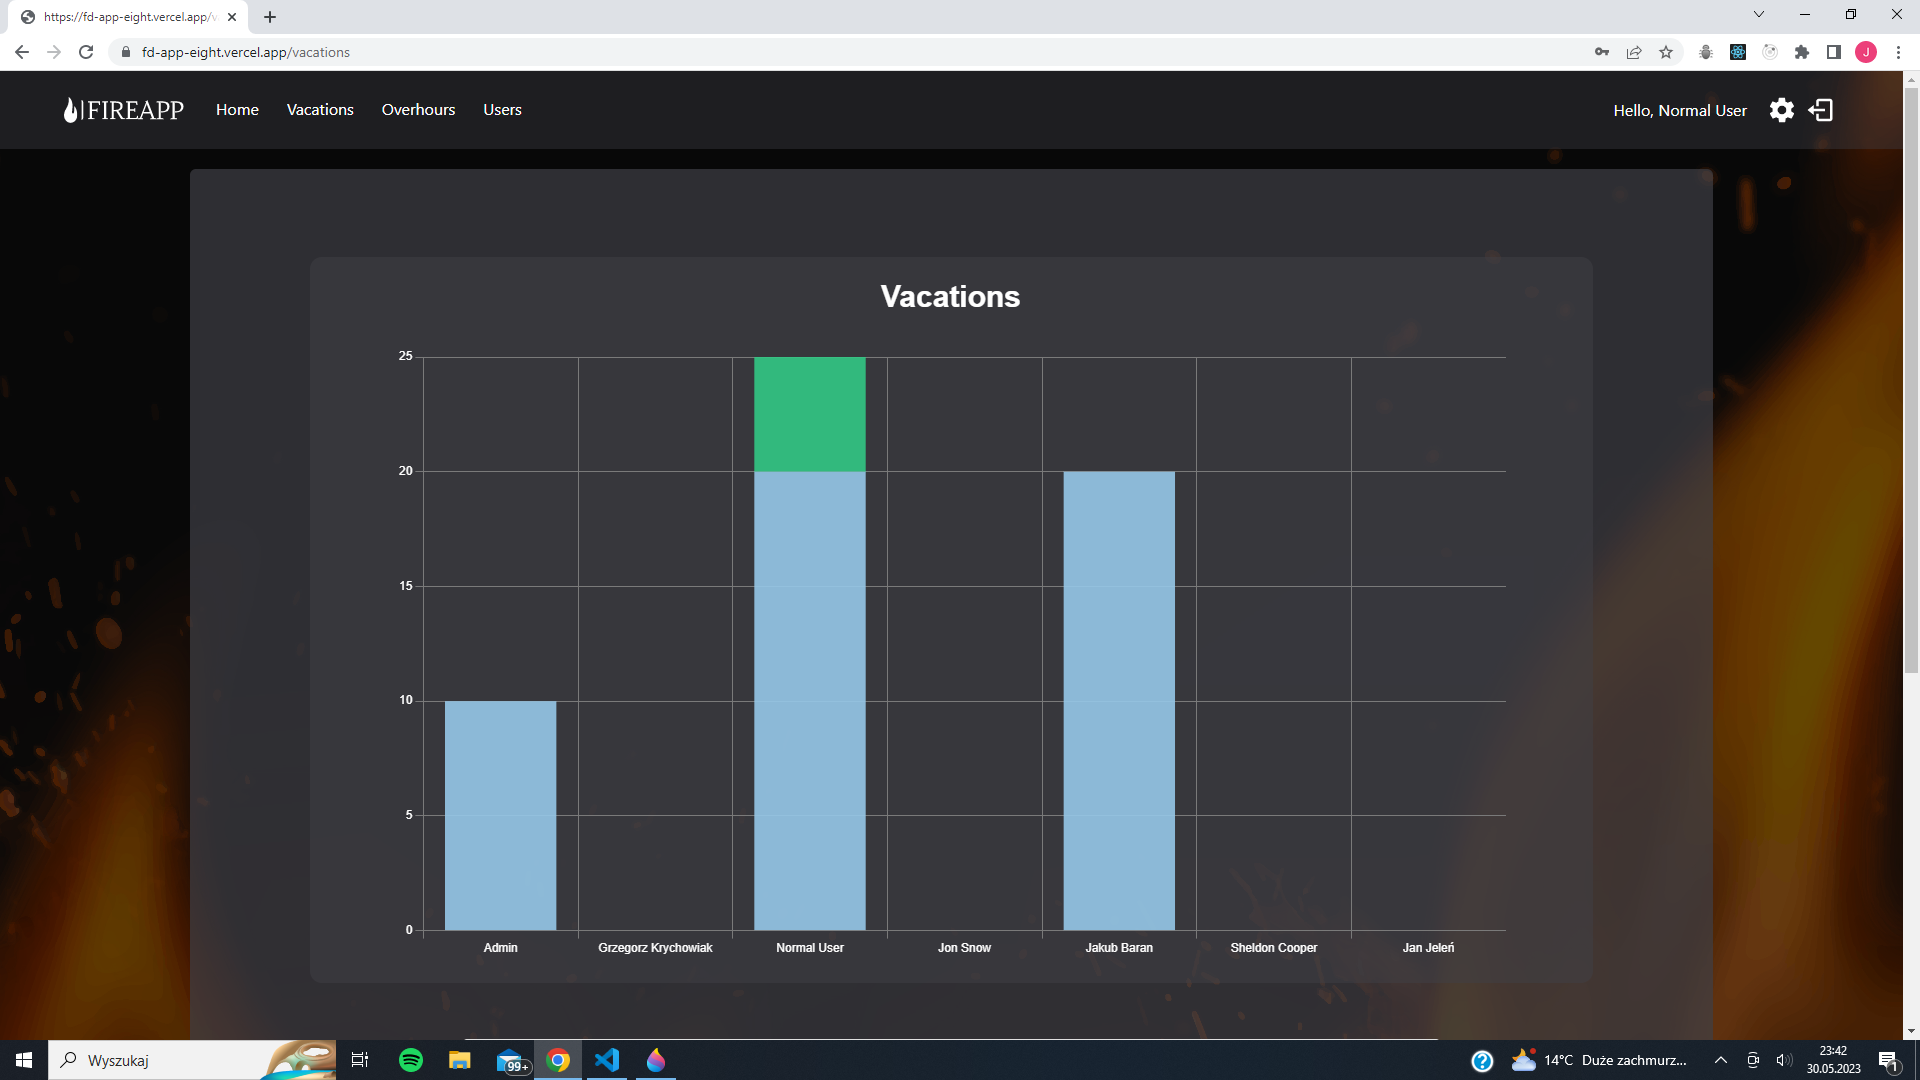 https://fd-app-eight.vercel.app/v
fd-app-eight.vercel.app/vacations
J
FIREAPP
Home
Vacations
Overhours
Users
Hello, Normal User
Vacations
25
20
15
10
5
0
Admin
Grzegorz Krychowiak
Normal User
Jon Snow
Jakub Baran
Sheldon Cooper
Jan Jeleń
Wyszukaj
99+
14°C Duże zachmurz...
23:42
30.05.2023
1